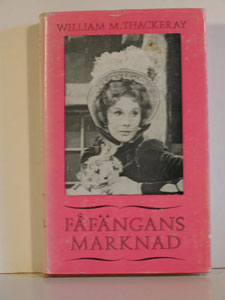 WILLIAM M. THACKERAY
FÅFÄNGANS
MARKNAD